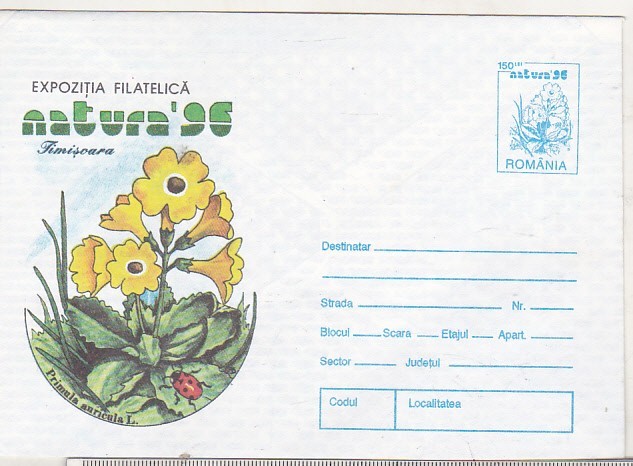 EXPOZIȚIA FILATELICĂ
natura'96
Timișoara
Primula auricula L.
150 LEI
natura'96
ROMÂNIA
Destinatar
Strada Nr.
Blocul Scara Etajul Apart.
Sector Județul
Codul Localitatea